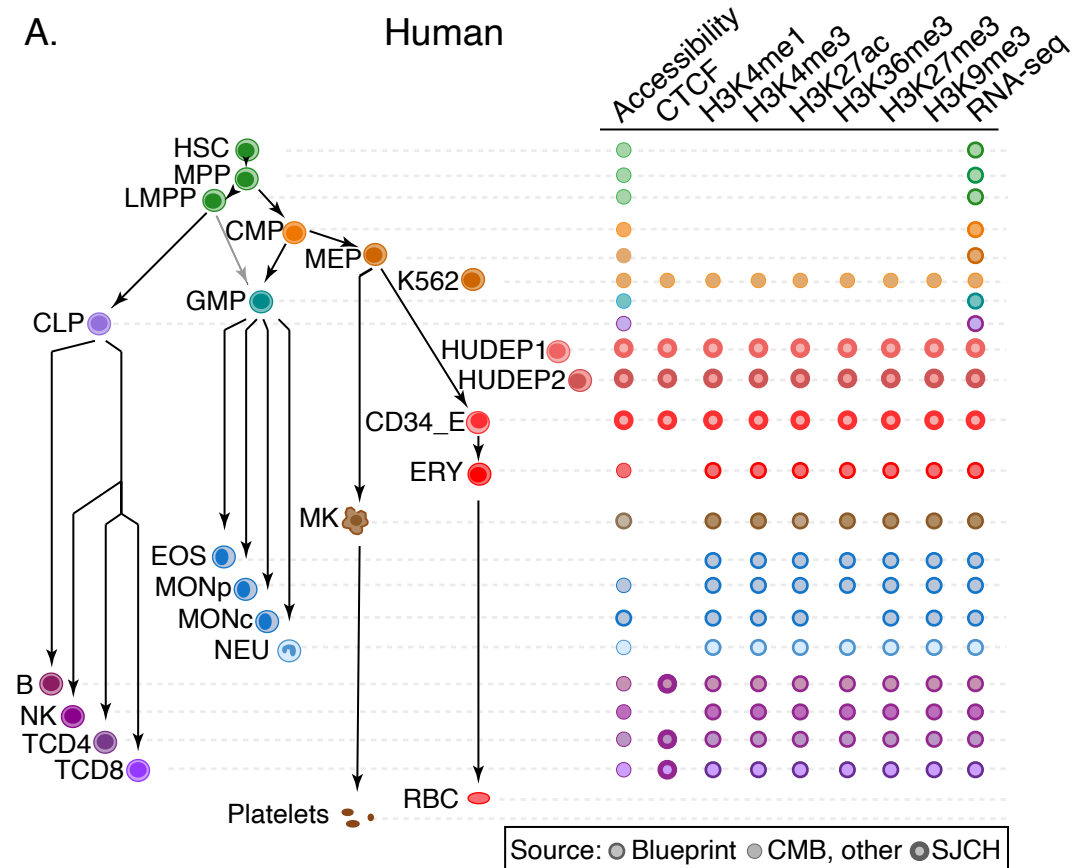 A.
Human
Accessibility
CTCF
H3K4me1
H3K4me3
H3K27ac
H3K36me3
H3K27me3
H3K9me3
RNA-seq
HSC
MPP
LMPP
CMP
MEP
K562
GMP
CLP
HUDEP1
HUDEP2
CD34_E
ERY
MK
EOS
MONp
MONc
NEU
B
NK
TCD4
TCD8
RBC
Platelets
Source: Blueprint CMB, other SJCH